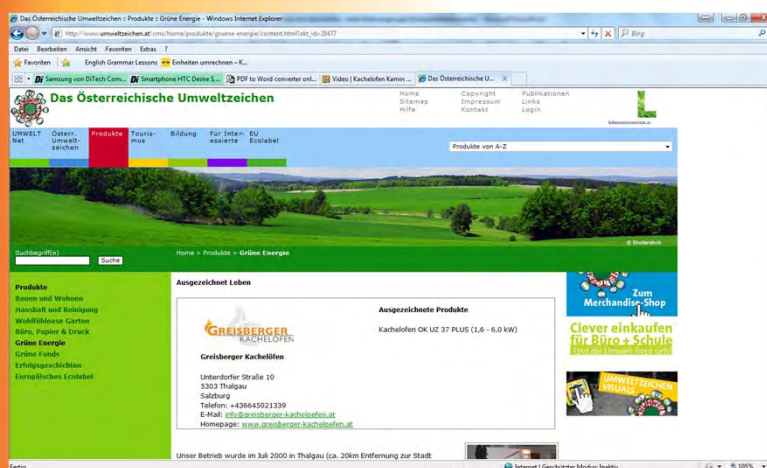 Das Österreichische Umweltzeichen :: Produkte :: Grüne Energie - Windows Internet Explorer
http://www.umweltzeichen.at/cms/home/produkte/gruene-energie/content.html?akt_id=28477
Bing
Datei Bearbeiten Ansicht Favoriten Extras ?
Favoriten English Grammar Lessons Einheiten umrechnen – K...
Samsung von DiTech Com... Smartphone HTC Desire S, ... PDF to Word converter onl... Video | Kachelofen Kamin ... Das Österreichische U... X
Das Österreichische Umweltzeichen
Home Copyright Publikationen
Sitemap Impressum Links
Hilfe Kontakt Login
UMWELT Net
Österr. Umwelt-zeichen
Produkte
Touris-mus
Bildung
Für Inter-essierte
EU Ecolabel
Produkte von A-Z
© Shutterstock
Suchbegriff(e)
Suche
Home > Produkte > Grüne Energie
Produkte
Bauen und Wohnen
Haushalt und Reinigung
Wohlfühloase Garten
Büro, Papier & Druck
Grüne Energie
Grüne Fonds
Erfolgsgeschichten
Europäisches Ecolabel
Ausgezeichnet Leben
GREISBERGER
KACHELÖFEN
Greisberger Kachelöfen
Unterdorfer Straße 10
5303 Thalgau
Salzburg
Telefon: +436645021339
E-Mail: info@greisberger-kacheloefen.at
Homepage: www.greisberger-kacheloefen.at
Ausgezeichnete Produkte
Kachelofen OK UZ 37 PLUS (1,6 - 6,0 kW)
Unser Betrieb wurde im Juli 2000 in Thalgau (ca. 20km Entfernung zur Stadt
Zum
Merchandise-Shop
Clever einkaufen
für Büro + Schule
UMWELTZEICHEN
VISUALS
Fertig
Internet | Geschützter Modus: Inaktiv
105%